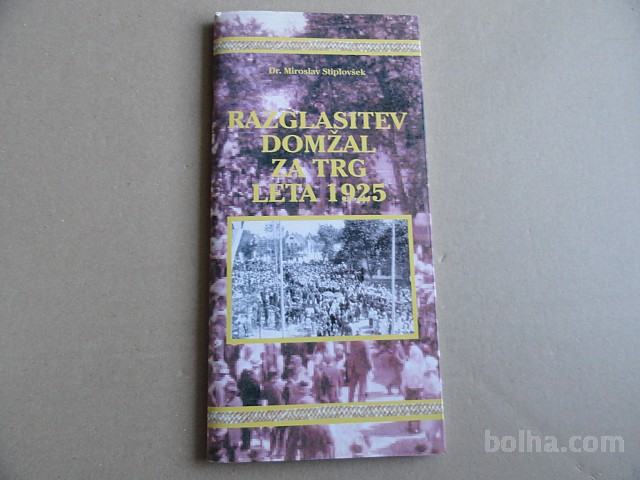 Dr. Miroslav Stiplovšek
RAZGLASITEV
DOMŽAL
ZA TRG
LETA 1925
bolha.com